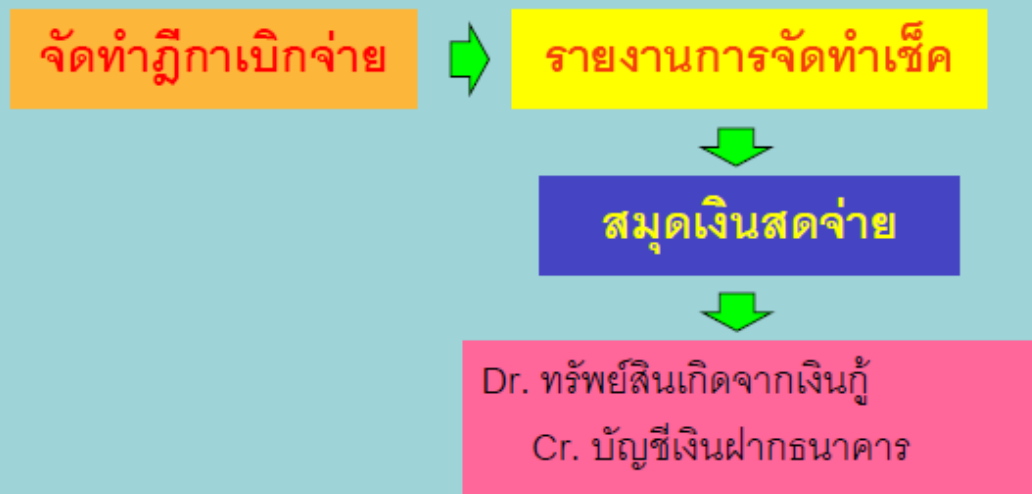 จัดทำฎีกาเบิกจ่าย
รายงานการจัดทำเช็ค
สมุดเงินสดจ่าย
Dr. ทรัพย์สินเกิดจากเงินกู้
Cr. บัญชีเงินฝากธนาคาร